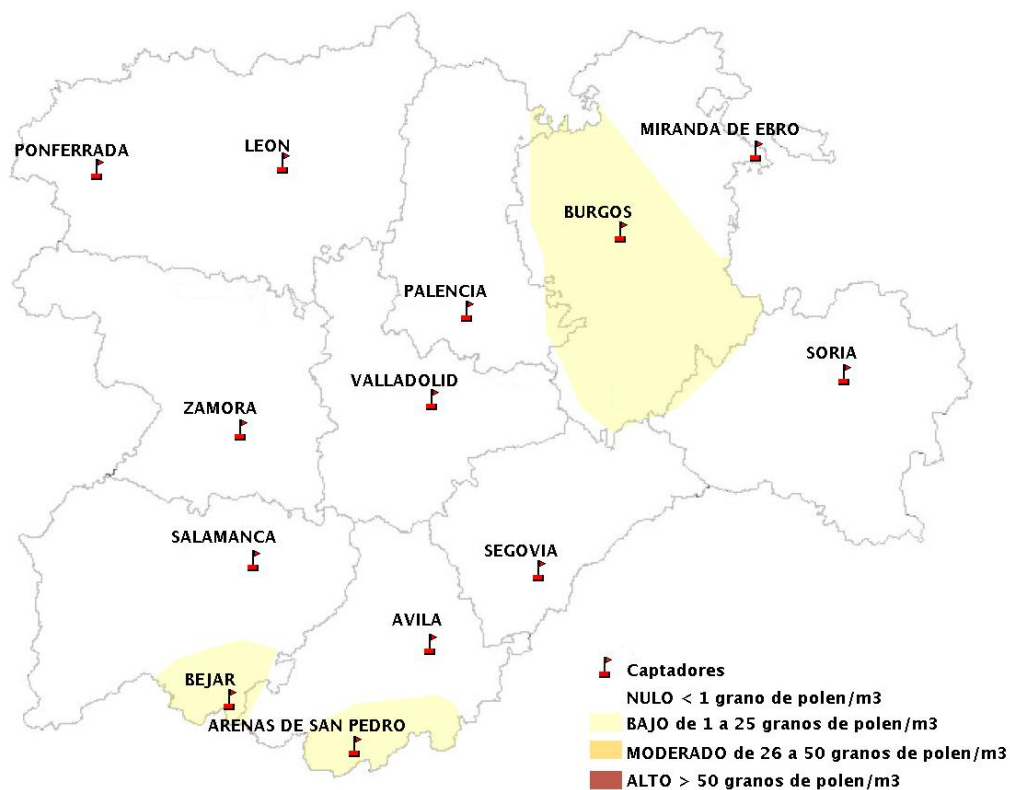 MIRANDA DE EBRO
PONFERRADA
LEON
BURGOS
PALENCIA
SORIA
VALLADOLID
ZAMORA
SALAMANCA
SEGOVIA
AVILA
BEJAR
ARENAS DE SAN PEDRO
Captadores
NULO < 1 grano de polen/m3
BAJO de 1 a 25 granos de polen/m3
MODERADO de 26 a 50 granos de polen/m3
ALTO > 50 granos de polen/m3